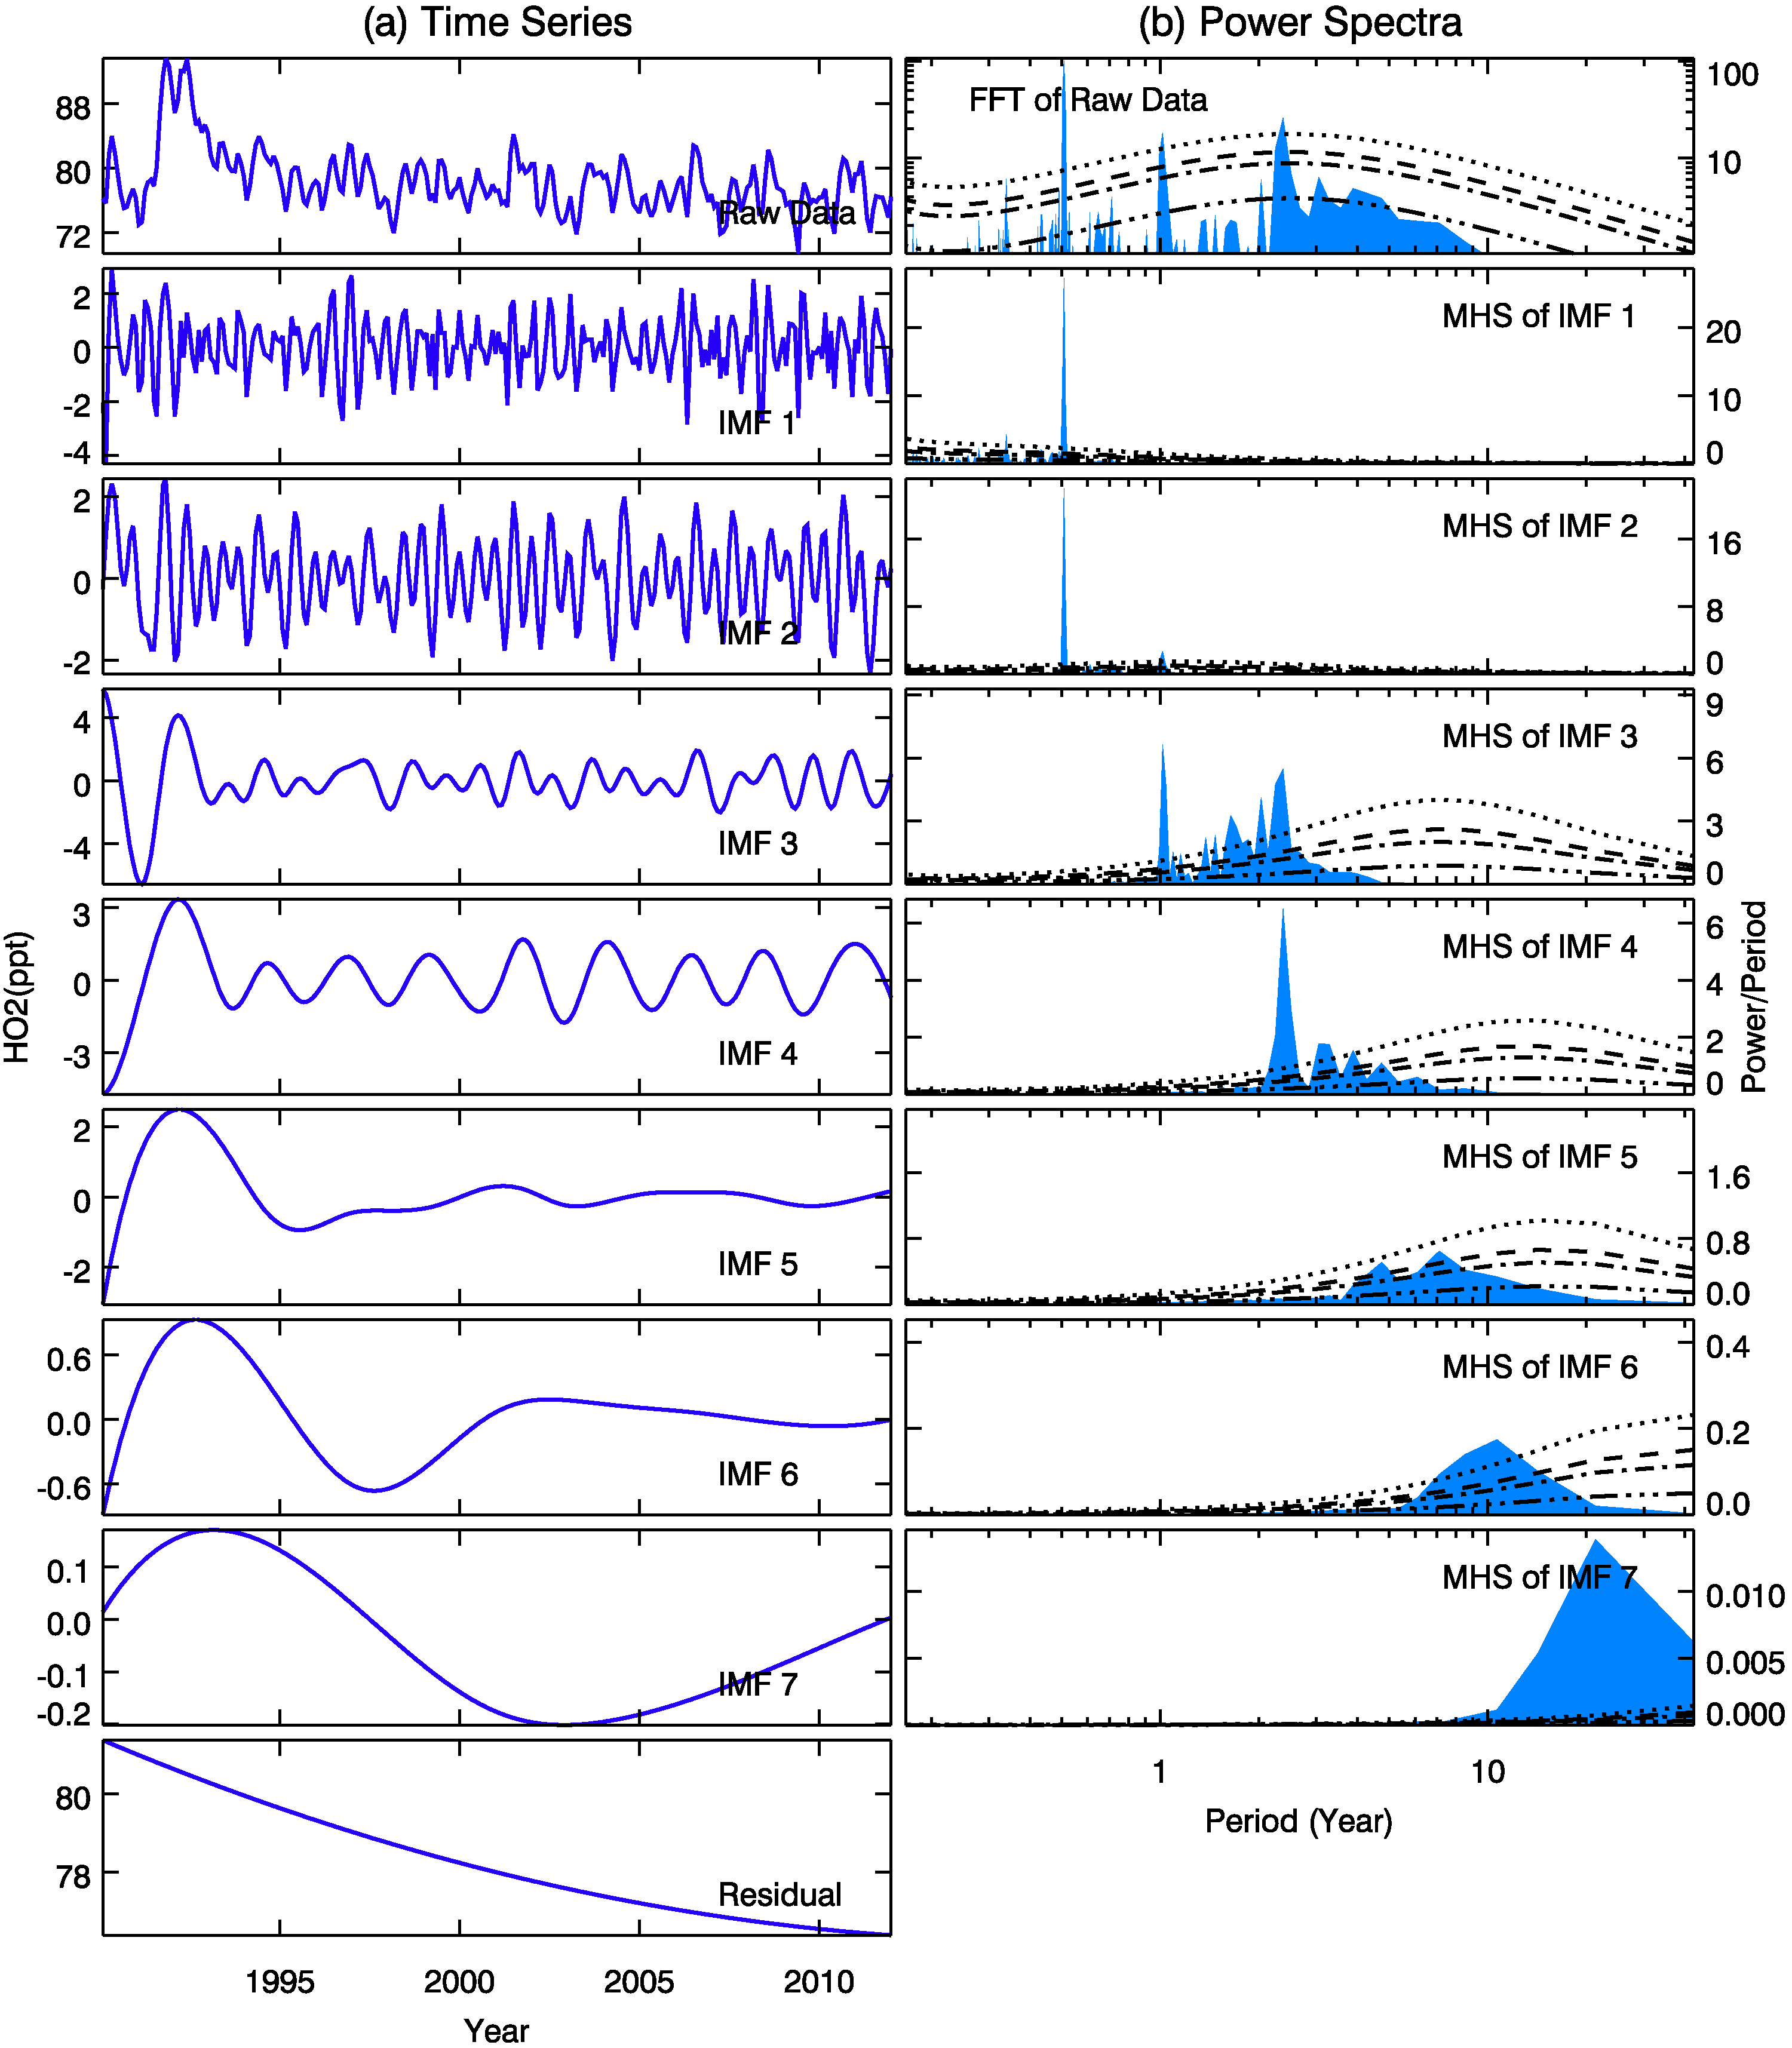 (a) Time Series
(b) Power Spectra
88
80
72
Raw Data
FFT of Raw Data
100
10
2
0
-2
-4
IMF 1
MHS of IMF 1
20
10
0
2
0
-2
IMF 2
MHS of IMF 2
16
8
0
4
0
-4
IMF 3
MHS of IMF 3
9
6
3
0
HO2(ppt)
3
0
-3
IMF 4
MHS of IMF 4
6
4
2
0
Power/Period
2
0
-2
IMF 5
MHS of IMF 5
1.6
0.8
0.0
0.6
0.0
-0.6
IMF 6
MHS of IMF 6
0.4
0.2
0.0
0.1
0.0
-0.1
-0.2
IMF 7
MHS of IMF 7
0.010
0.005
0.000
1
10
Period (Year)
80
78
Residual
1995
2000
2005
2010
Year